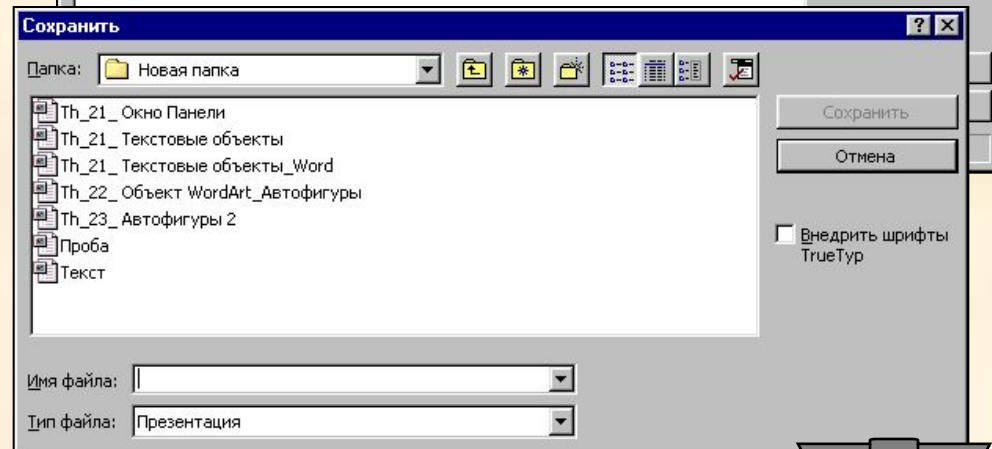 Сохранить
Папка: Новая папка
Th_21_ Окно Панели
Th_21_ Текстовые объекты
Th_21_ Текстовые объекты_Word
Th_22_ Объект WordArt_Автофигуры
Th_23_ Автофигуры 2
Проба
Текст
Сохранить
Отмена
Внедрить шрифты
TrueTyp
Имя файла:
Тип файла: Презентация